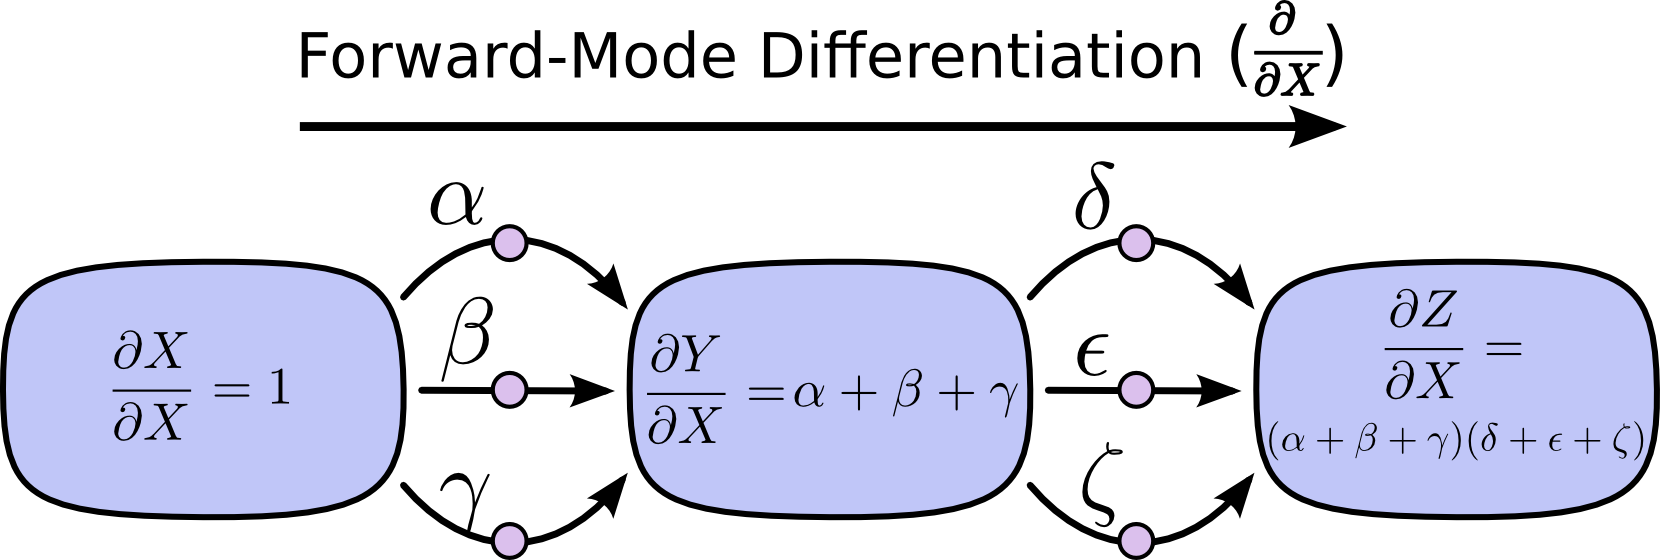 Forward-Mode Differentiation (∂/∂X)
α
δ
β
ϵ
γ
ζ
∂X/∂X = 1
∂Y/∂X = α + β + γ
∂Z/∂X =
(α + β + γ)(δ + ϵ + ζ)